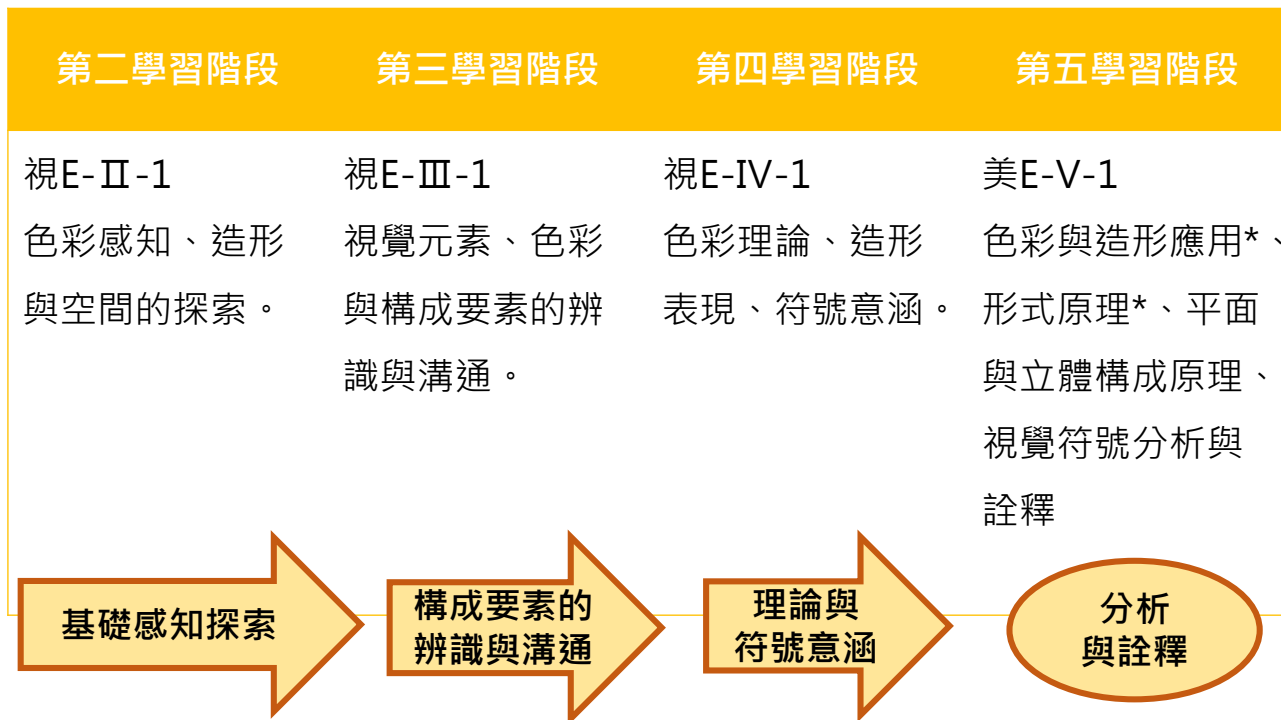 第二學習階段
第三學習階段
第四學習階段
第五學習階段
視E-Ⅱ-1
色彩感知、造形
與空間的探索。
視E-Ⅲ-1
視覺元素、色彩
與構成要素的辨
識與溝通。
視E-IV-1
色彩理論、造形
表現、符號意涵。
美E-V-1
色彩與造形應用*、
形式原理*、平面
與立體構成原理、
視覺符號分析與
詮釋
基礎感知探索
構成要素的
辨識與溝通
理論與
符號意涵
分析
與詮釋